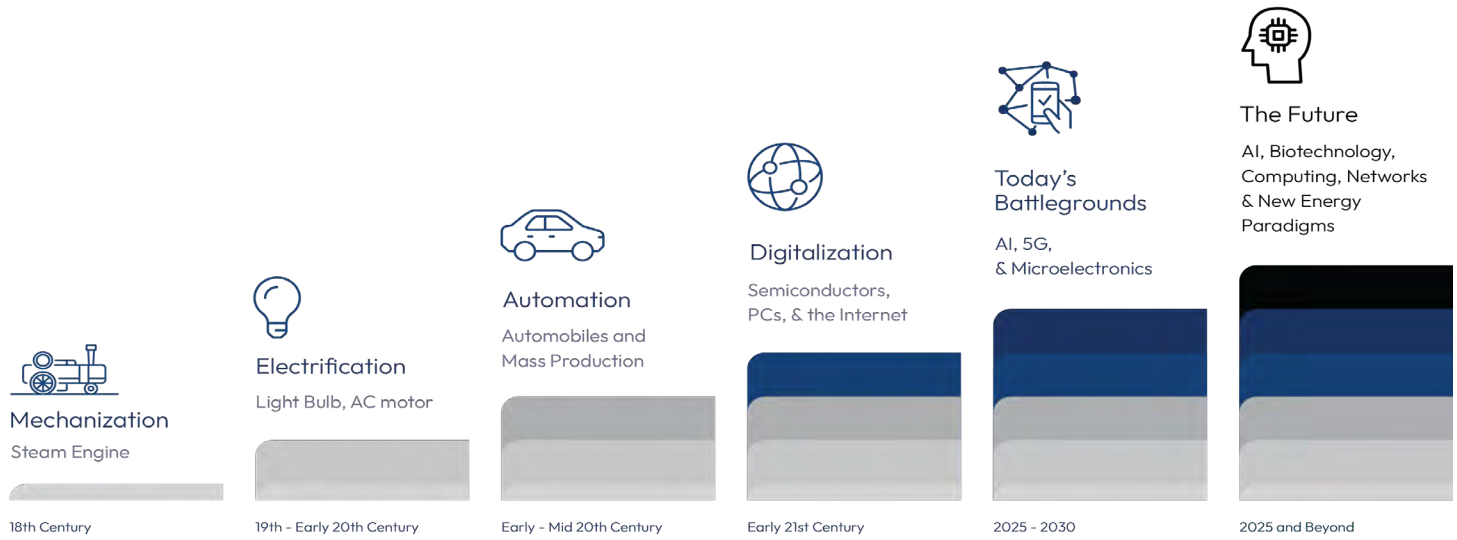 Mechanization
Steam Engine
18th Century
Electrification
Light Bulb, AC motor
19th - Early 20th Century
Automation
Automobiles and
Mass Production
Early - Mid 20th Century
Digitalization
Semiconductors,
PCs, & the Internet
Early 21st Century
Today's
Battlegrounds
AI, 5G,
& Microelectronics
2025 - 2030
The Future
AI, Biotechnology,
Computing, Networks
& New Energy
Paradigms
2025 and Beyond